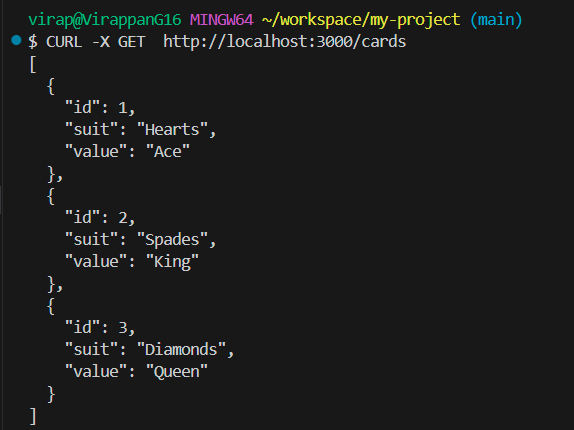 virap@VirappanG16 MINGW64 ~/workspace/my-project (main)
$ CURL -X GET  http://localhost:3000/cards
[
  {
    "id": 1,
    "suit": "Hearts",
    "value": "Ace"
  },
  {
    "id": 2,
    "suit": "Spades",
    "value": "King"
  },
  {
    "id": 3,
    "suit": "Diamonds",
    "value": "Queen"
  }
]